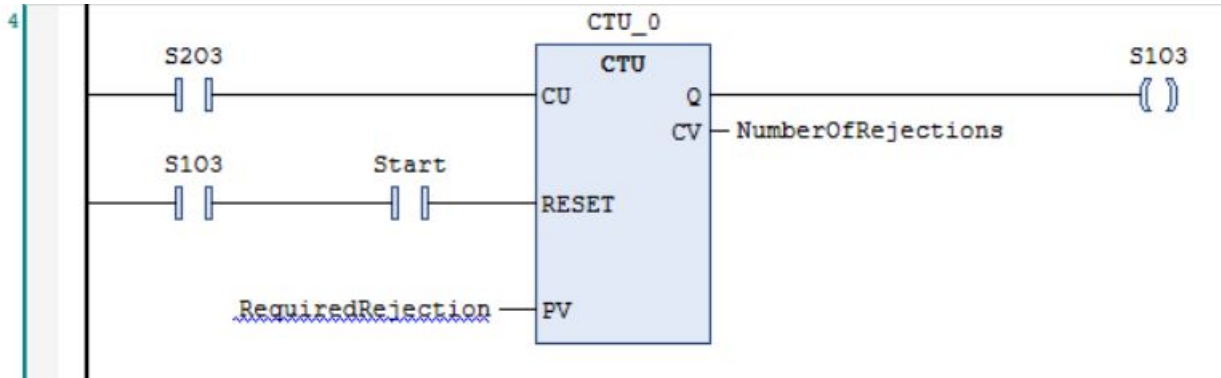 4
CTU_0
S2O3
CTU
S1O3
CU
Q
CV
NumberOfRejections
S1O3
Start
RESET
RequiredRejection
PV